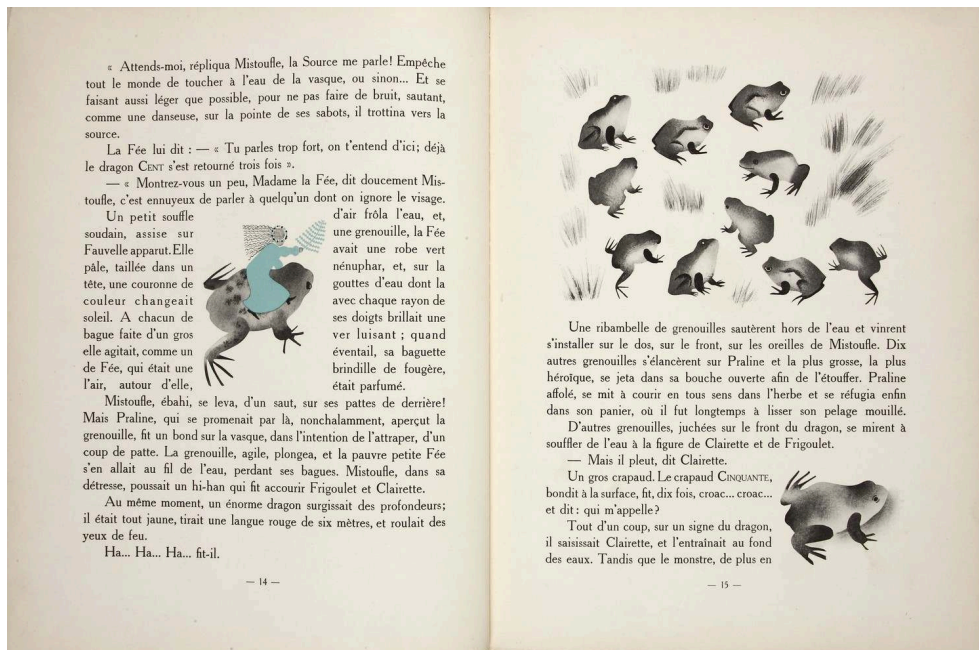 « Attends-moi, répliqua Mistoufle, la Source me parle! Empêche
tout le monde de toucher à l'eau de la vasque, ou sinon... Et se
faisant aussi léger que possible, pour ne pas faire de bruit, sautant,
comme une danseuse, sur la pointe de ses sabots, il trottina vers la
source.
La Fée lui dit : — « Tu parles trop fort, on t'entend d'ici; déjà
le dragon CENT s'est retourné trois fois ».
— « Montrez-vous un peu, Madame la Fée, dit doucement Mis-
toufle, c'est ennuyeux de parler à quelqu'un dont on ignore le visage.
Un petit souffle d'air frôla l'eau, et,
soudain, assise sur une grenouille, la Fée
Fauvelle apparut. Elle avait une robe vert
pâle, taillée dans un nénuphar, et, sur la
tête, une couronne de gouttes d'eau dont la
couleur changeait avec chaque rayon de
soleil. A chacun de ses doigts brillait une
bague faite d'un gros ver luisant ; quand
elle agitait, comme un éventail, sa baguette
de Fée, qui était une brindille de fougère,
l'air, autour d'elle, était parfumé.
Mistoufle, ébahi, se leva, d'un saut, sur ses pattes de derrière!
Mais Praline, qui se promenait par là, nonchalamment, aperçut la
grenouille, fit un bond sur la vasque, dans l'intention de l'attraper, d'un
coup de patte. La grenouille, agile, plongea, et la pauvre petite Fée
s'en allait au fil de l'eau, perdant ses bagues. Mistoufle, dans sa
détresse, poussait un hi-han qui fit accourir Frigoulet et Clairette.
Au même moment, un énorme dragon surgissait des profondeurs;
il était tout jaune, tirait une langue rouge de six mètres, et roulait des
yeux de feu.
Ha... Ha... Ha... fit-il.
— 14 —
Une ribambelle de grenouilles sautèrent hors de l'eau et vinrent
s'installer sur le dos, sur le front, sur les oreilles de Mistoufle. Dix
autres grenouilles s'élancèrent sur Praline et la plus grosse, la plus
héroïque, se jeta dans sa bouche ouverte afin de l'étouffer. Praline
affolé, se mit à courir en tous sens dans l'herbe et se réfugia enfin
dans son panier, où il fut longtemps à lisser son pelage mouillé.
D'autres grenouilles, juchées sur le front du dragon, se mirent à
souffler de l'eau à la figure de Clairette et de Frigoulet.
— Mais il pleut, dit Clairette.
Un gros crapaud. Le crapaud CINQUANTE,
bondit à la surface, fit, dix fois, croac... croac...
et dit : qui m'appelle?
Tout d'un coup, sur un signe du dragon,
il saisissait Clairette, et l'entraînait au fond
des eaux. Tandis que le monstre, de plus en
— 15 —